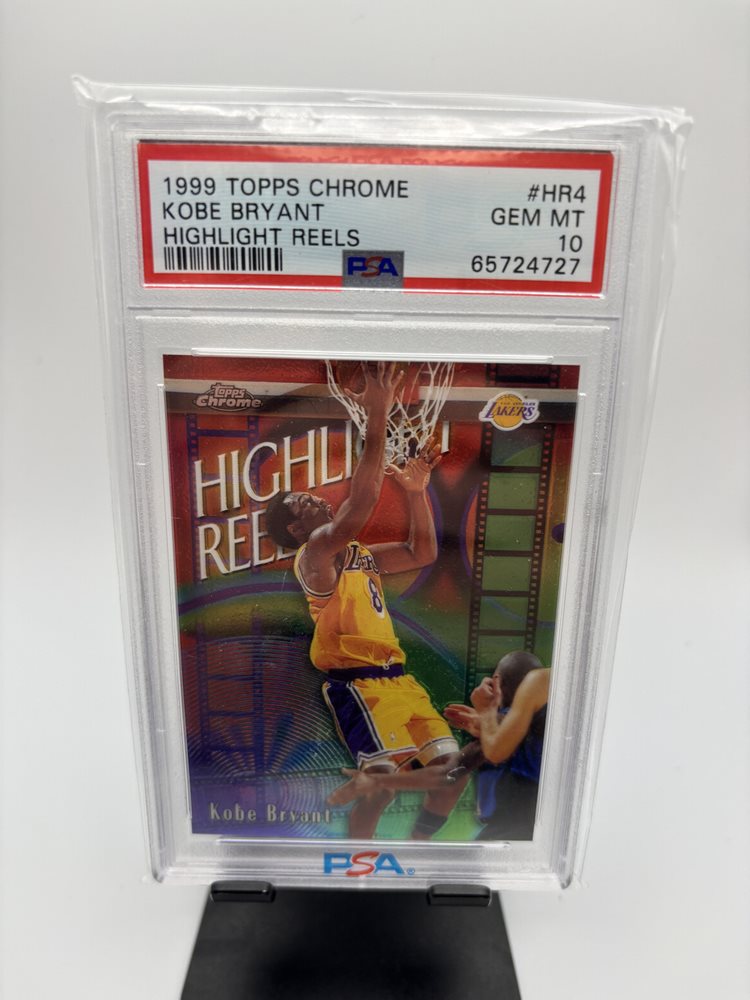 1999 TOPPS CHROME #HR4
KOBE BRYANT GEM MT
HIGHLIGHT REELS 10
PSA 65724727
Topps
Chrome
LAKERS
HIGHLI T
REE
8
Kobe Bryant
PSA